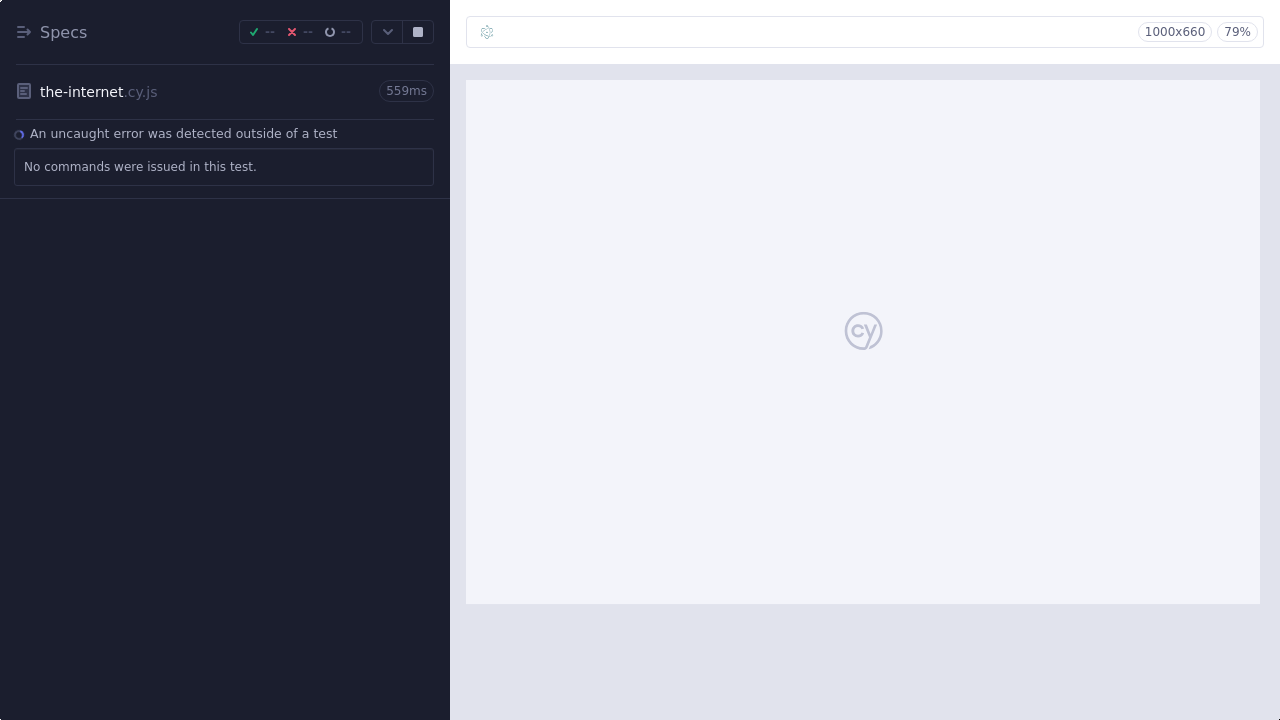 Specs
--
--
--
1000x660
79%
the-internet.cy.js
559ms
An uncaught error was detected outside of a test
No commands were issued in this test.
cy